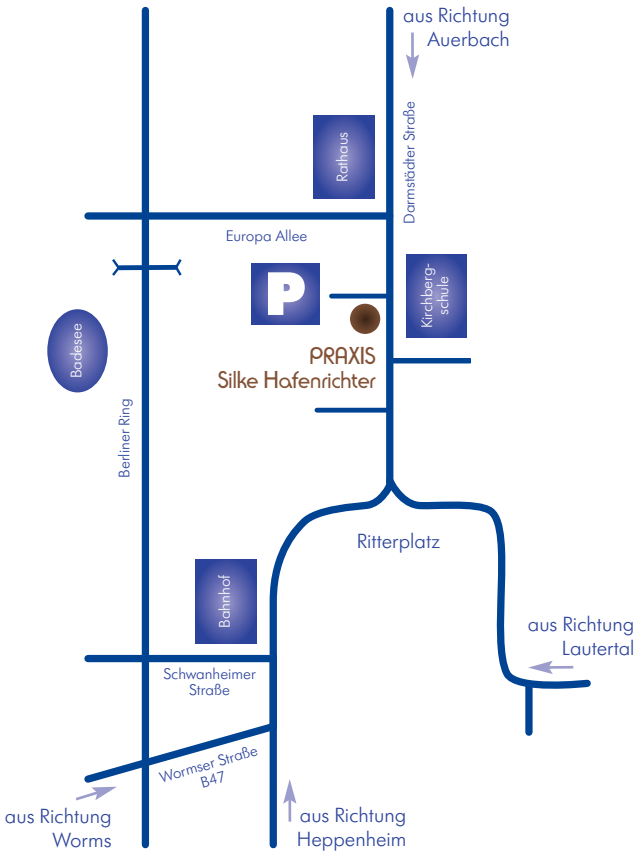 aus Richtung
Auerbach
Darmstädter Straße
Rathaus
Europa Allee
P
Kirchberg-
schule
Badesee
PRAXIS
Silke Hafenrichter
Berliner Ring
Ritterplatz
Bahnhof
aus Richtung
Lautertal
Schwanheimer
Straße
Wormser Straße
B47
aus Richtung
Worms
aus Richtung
Heppenheim